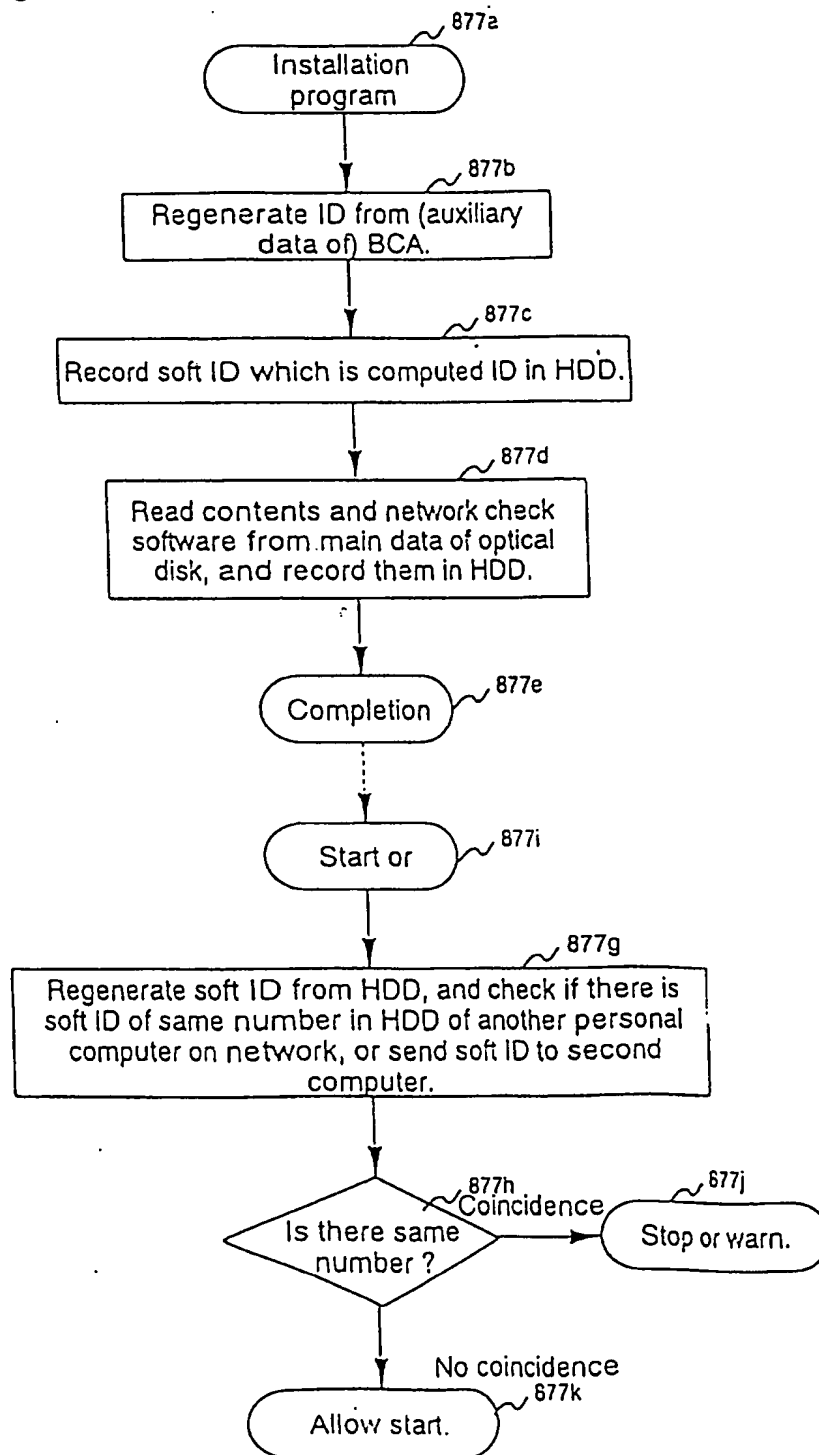 877a
Installation
program
877b
Regenerate ID from (auxiliary
data of) BCA.
877c
Record soft ID which is computed ID in HDD.
877d
Read contents and network check
software from main data of optical
disk, and record them in HDD.
877e
Completion
877i
Start or
877g
Regenerate soft ID from HDD, and check if there is
soft ID of same number in HDD of another personal
computer on network, or send soft ID to second
computer.
877h
Coincidence
877j
Is there same
number ?
Stop or warn.
No coincidence
877k
Allow start.